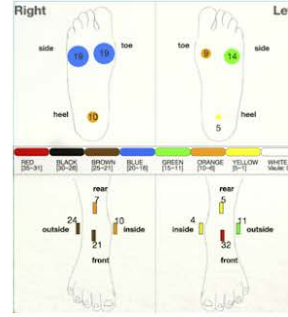 Right
Le
side
19
19
toe
9
14
side
heel
10
heel
5
RED
[35~31]
BLACK
[30~26]
BROWN
[25~21]
BLUE
[20~16]
GREEN
[15~11]
ORANGE
[10~6]
YELLOW
[5~1]
WHITE
Vaule:
rear
7
24
10
outside
inside
21
front
rear
5
4
11
inside
outside
32
front